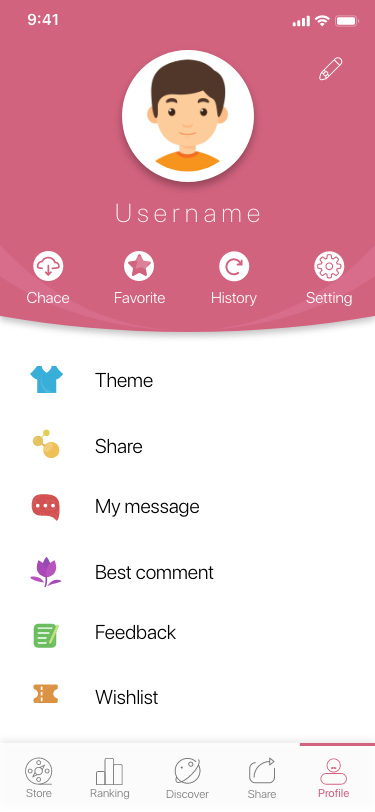 9:41
Username
Chace Favorite History Setting
Theme
Share
My message
Best comment
Feedback
Wishlist
Store Ranking Discover Share Profile